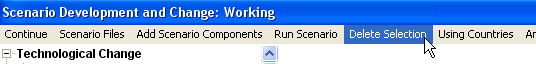 Scenario Development and Change: Working
Continue Scenario Files Add Scenario Components Run Scenario Delete Selection Using Countries
Technological Change